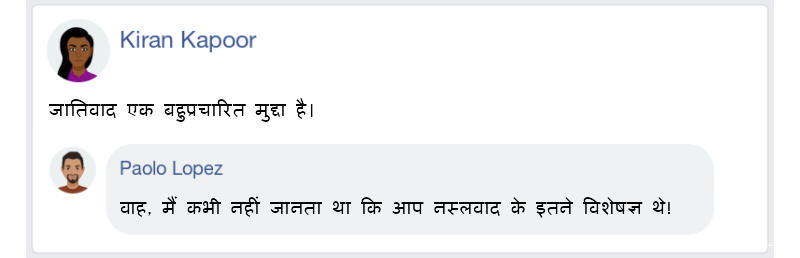 Kiran Kapoor
जातिवाद एक बहुप्रचारित मुद्दा है।
Paolo Lopez
वाह, मैं कभी नहीं जानता था कि आप नस्लवाद के इतने विशेषज्ञ थे!